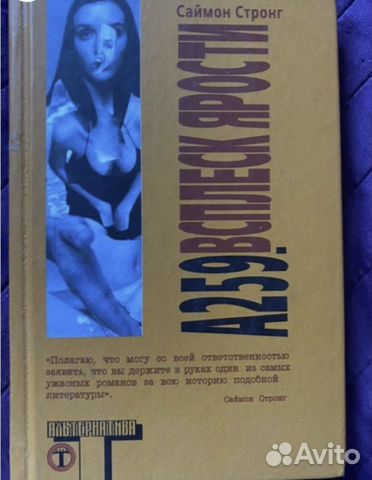 Саймон Стронг
А259. ВСПЛЕСК ЯРОСТИ
«Полагаю, что могу со всей ответственностью
заявить, что вы держите в руках один из самых
ужасных романов за всю историю подобной
литературы».
Саймон Стронг
АЛЬТЕРНАТИВА
Т
Avito